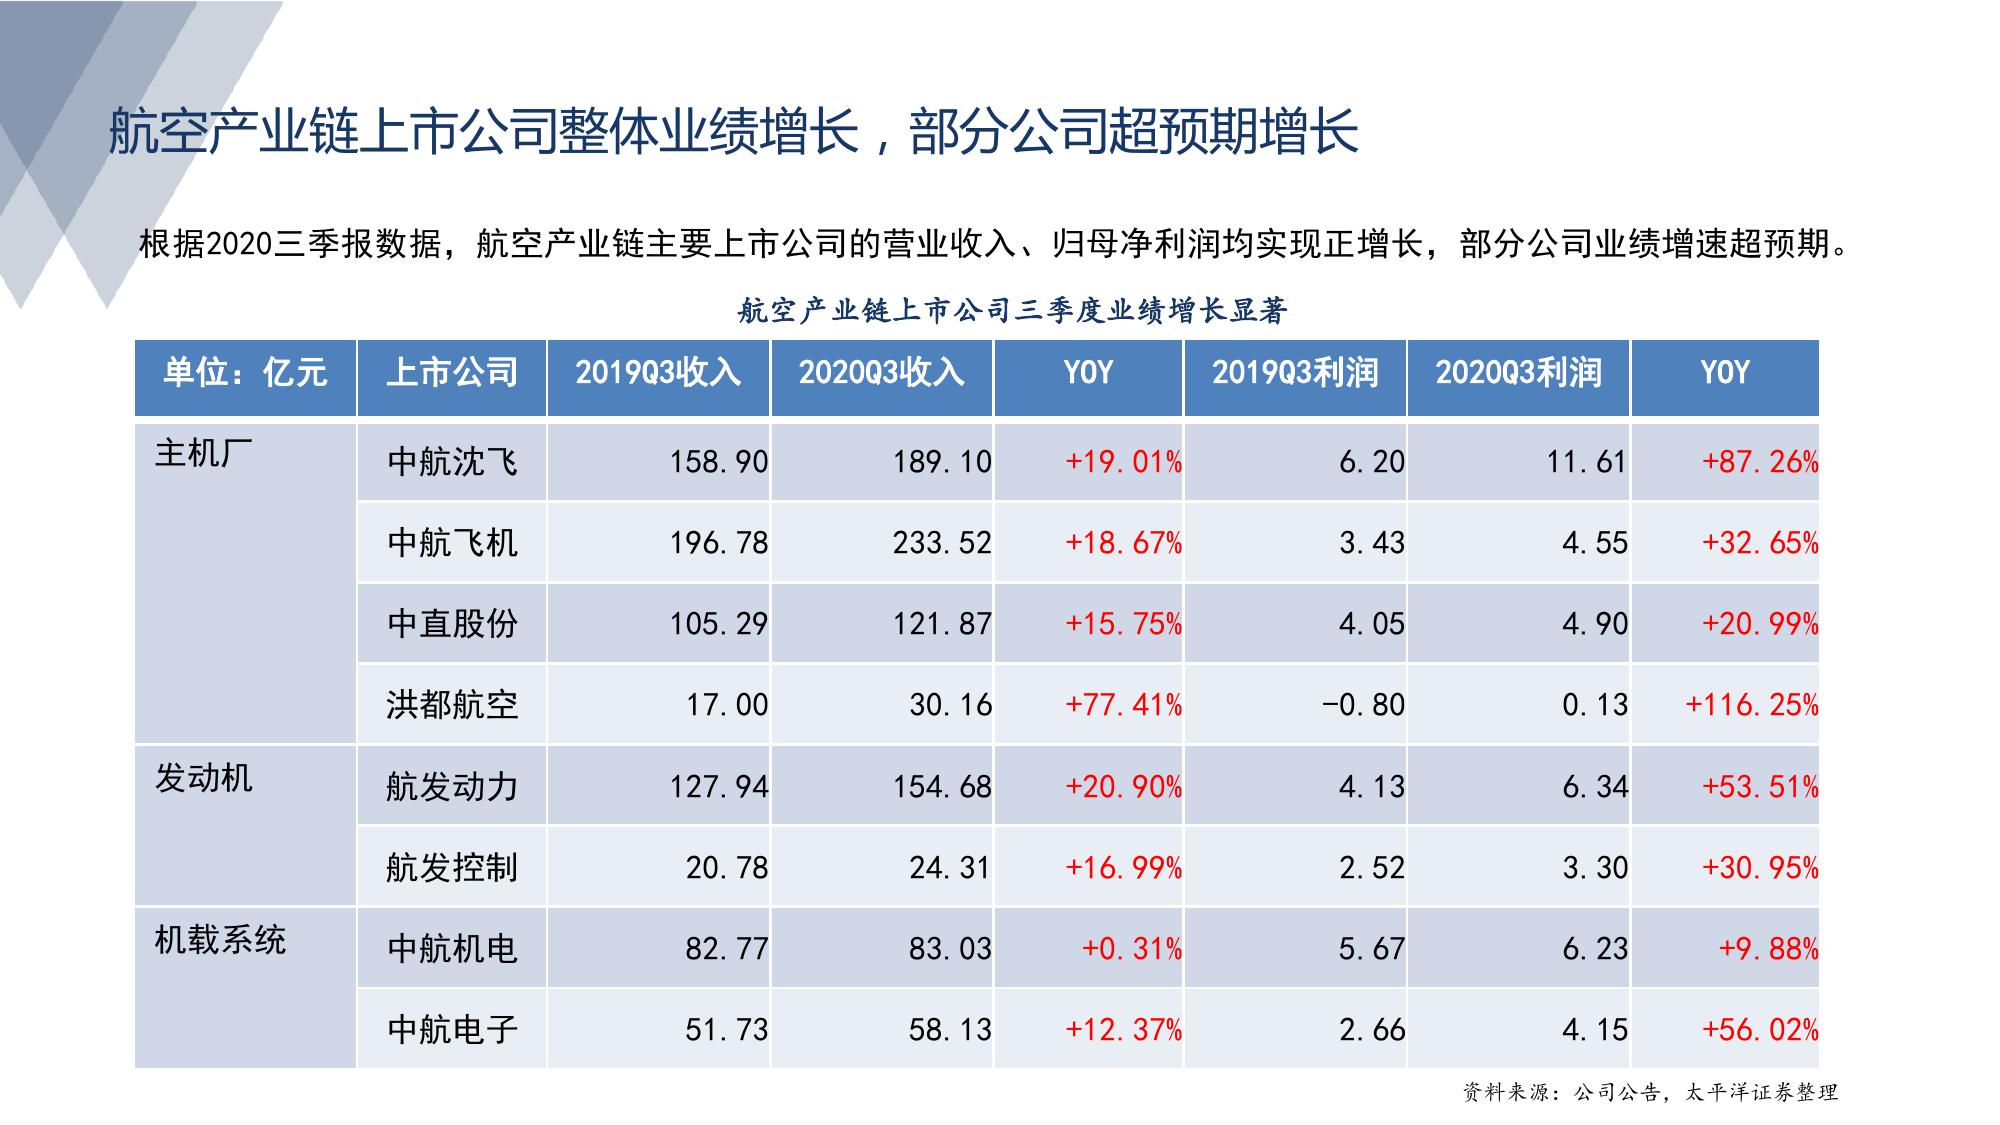 航空产业链上市公司整体业绩增长，部分公司超预期增长
根据2020三季报数据，航空产业链主要上市公司的营业收入、归母净利润均实现正增长，部分公司业绩增速超预期。
航空产业链上市公司三季度业绩增长显著
单位：亿元 上市公司 2019Q3收入 2020Q3收入 YOY 2019Q3利润 2020Q3利润 YOY
主机厂 中航沈飞 158.90 189.10 +19.01% 6.20 11.61 +87.26%
中航飞机 196.78 233.52 +18.67% 3.43 4.55 +32.65%
中直股份 105.29 121.87 +15.75% 4.05 4.90 +20.99%
洪都航空 17.00 30.16 +77.41% -0.80 0.13 +116.25%
发动机 航发动力 127.94 154.68 +20.90% 4.13 6.34 +53.51%
航发控制 20.78 24.31 +16.99% 2.52 3.30 +30.95%
机载系统 中航机电 82.77 83.03 +0.31% 5.67 6.23 +9.88%
中航电子 51.73 58.13 +12.37% 2.66 4.15 +56.02%
资料来源：公司公告，太平洋证券整理